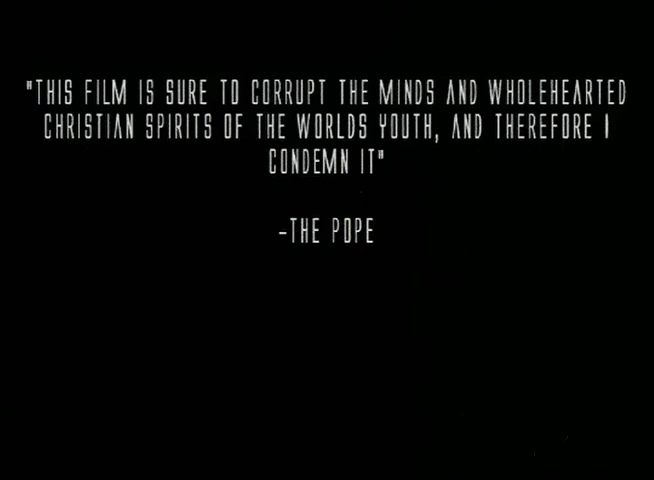 "THIS FILM IS SURE TO CORRUPT THE MINDS AND WHOLEHEARTED
CHRISTIAN SPIRITS OF THE WORLDS YOUTH, AND THEREFORE I
CONDEMN IT"
-THE POPE